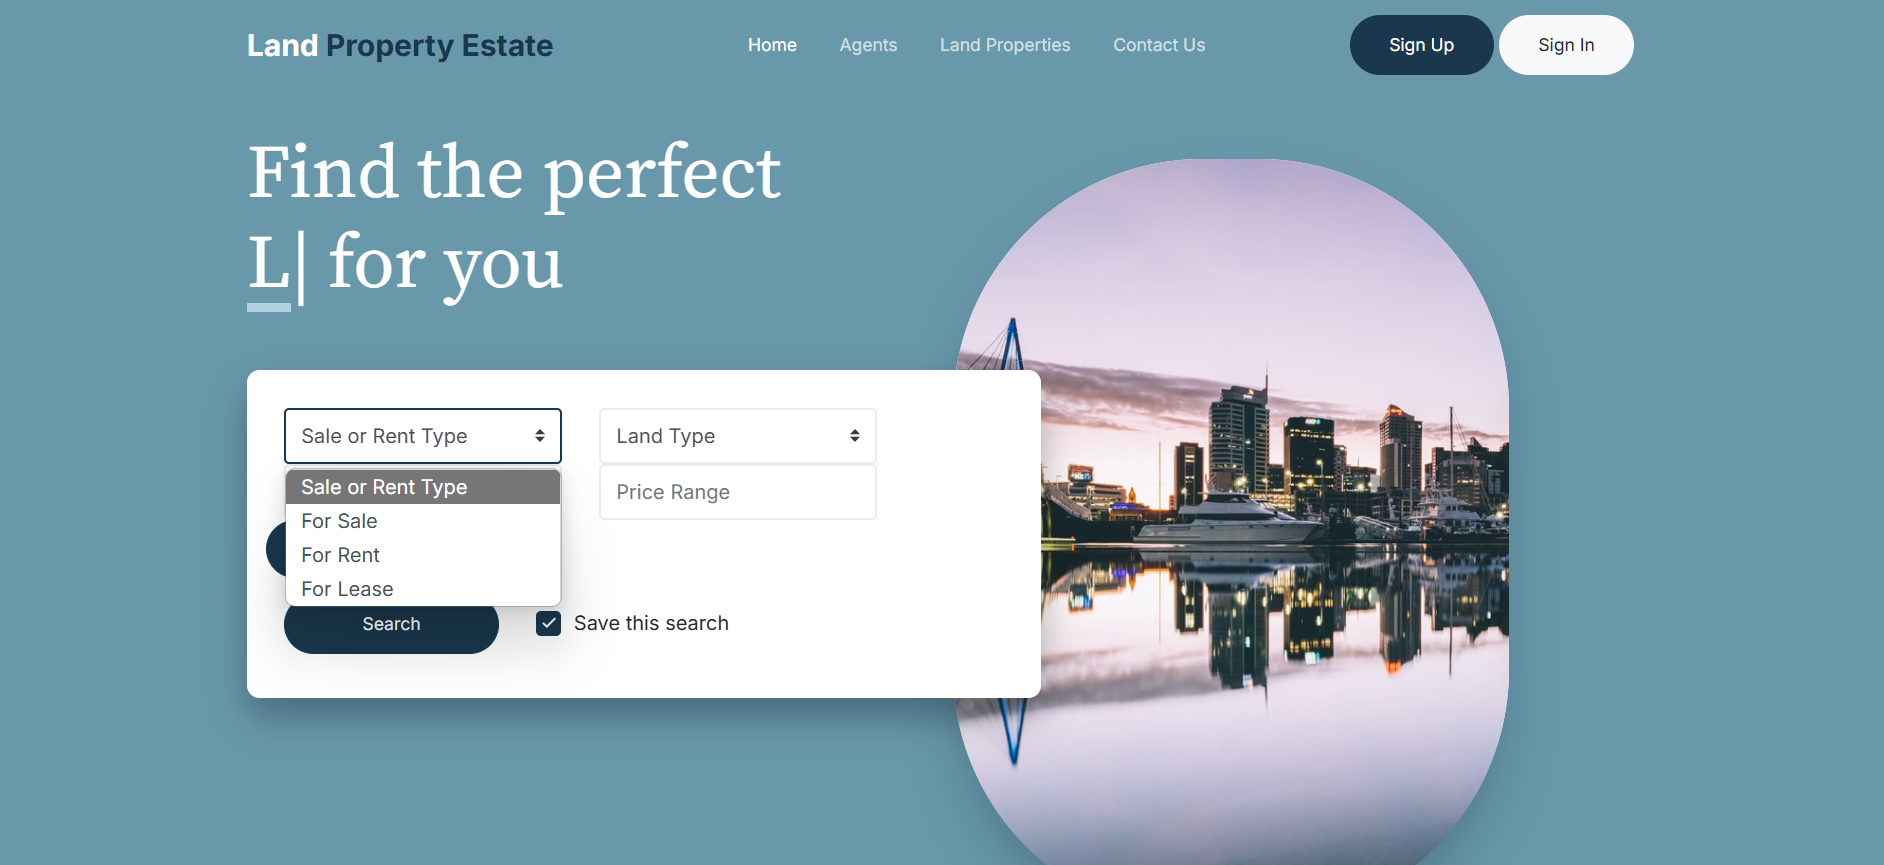 Land Property Estate
Home
Agents
Land Properties
Contact Us
Sign Up
Sign In
Find the perfect
L| for you
Sale or Rent Type
Land Type
Sale or Rent Type
For Sale
For Rent
For Lease
Price Range
Search
Save this search